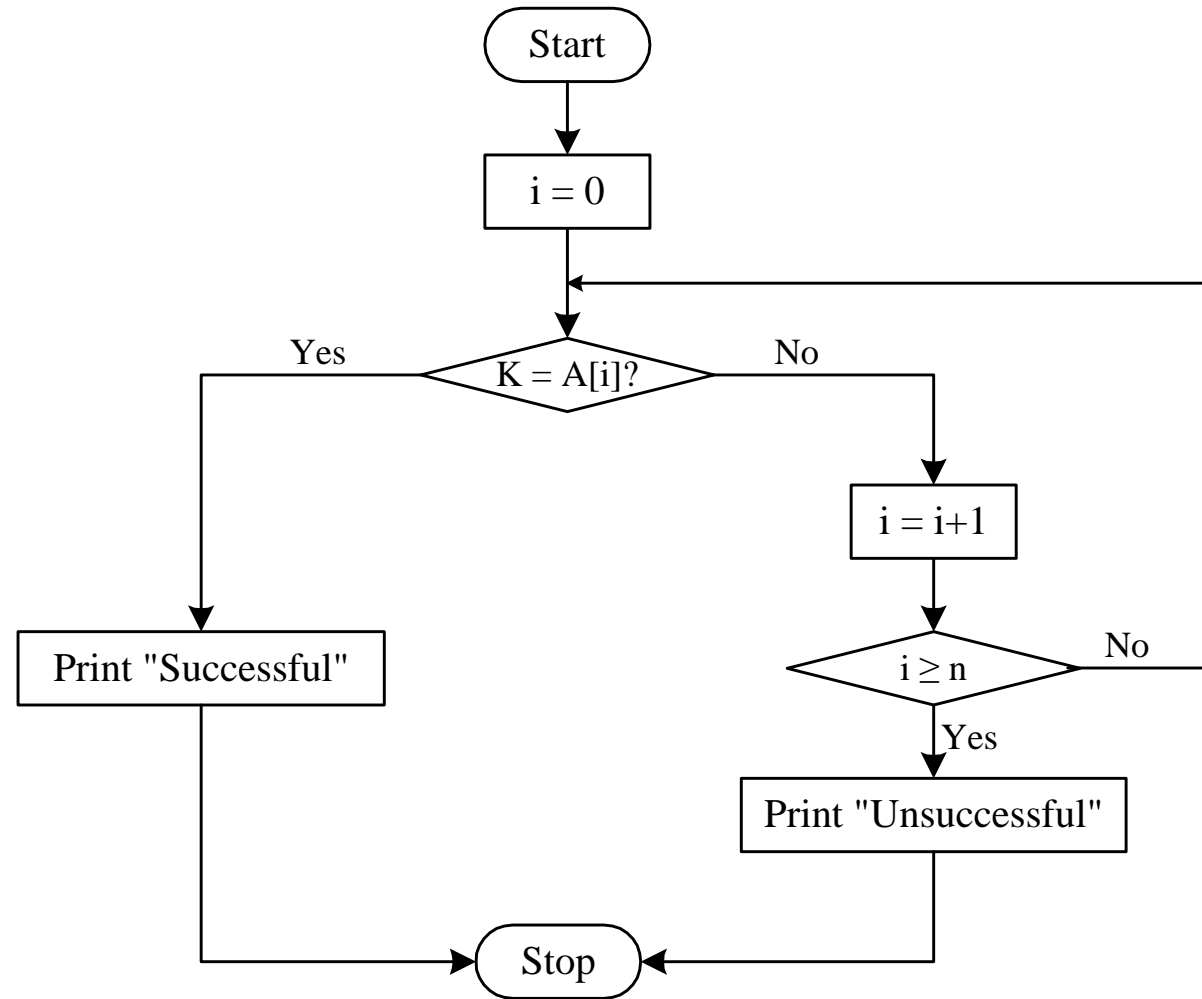 Start
i = 0
Yes
K = A[i]?
No
i = i+1
Print "Successful"
i ≥ n
No
Yes
Print "Unsuccessful"
Stop